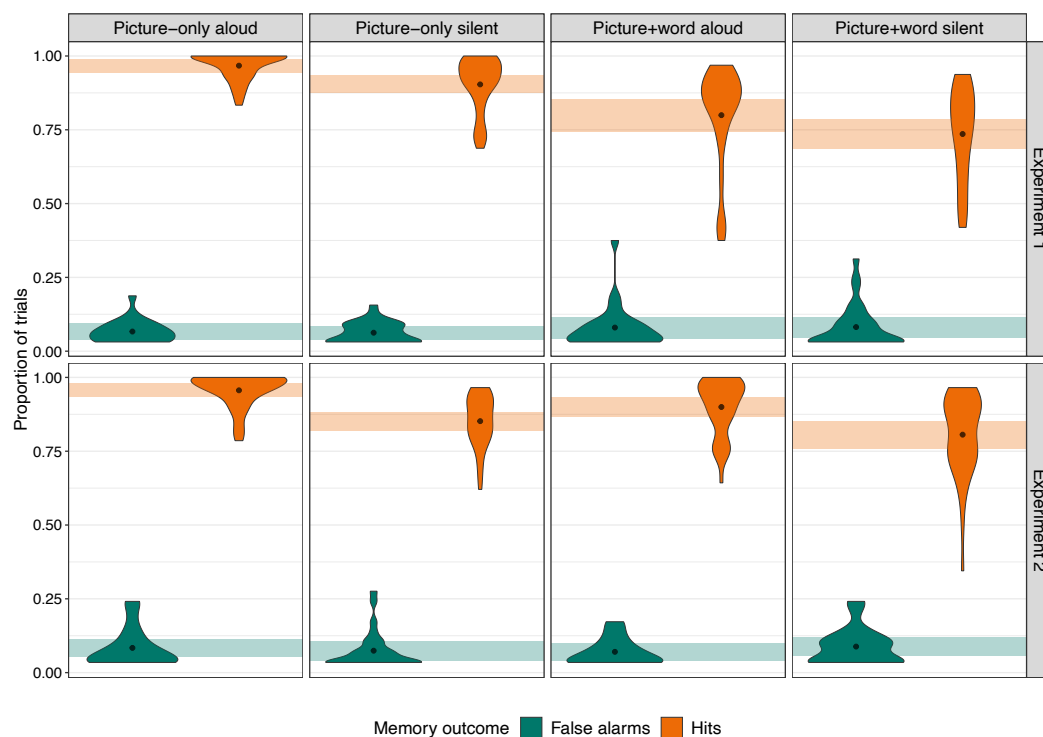 Picture−only aloud
Picture−only silent
Picture+word aloud
Picture+word silent
Proportion of trials
1.00
0.75
0.50
0.25
0.00
Experiment 1
1.00
0.75
0.50
0.25
0.00
Experiment 2
Memory outcome False alarms Hits